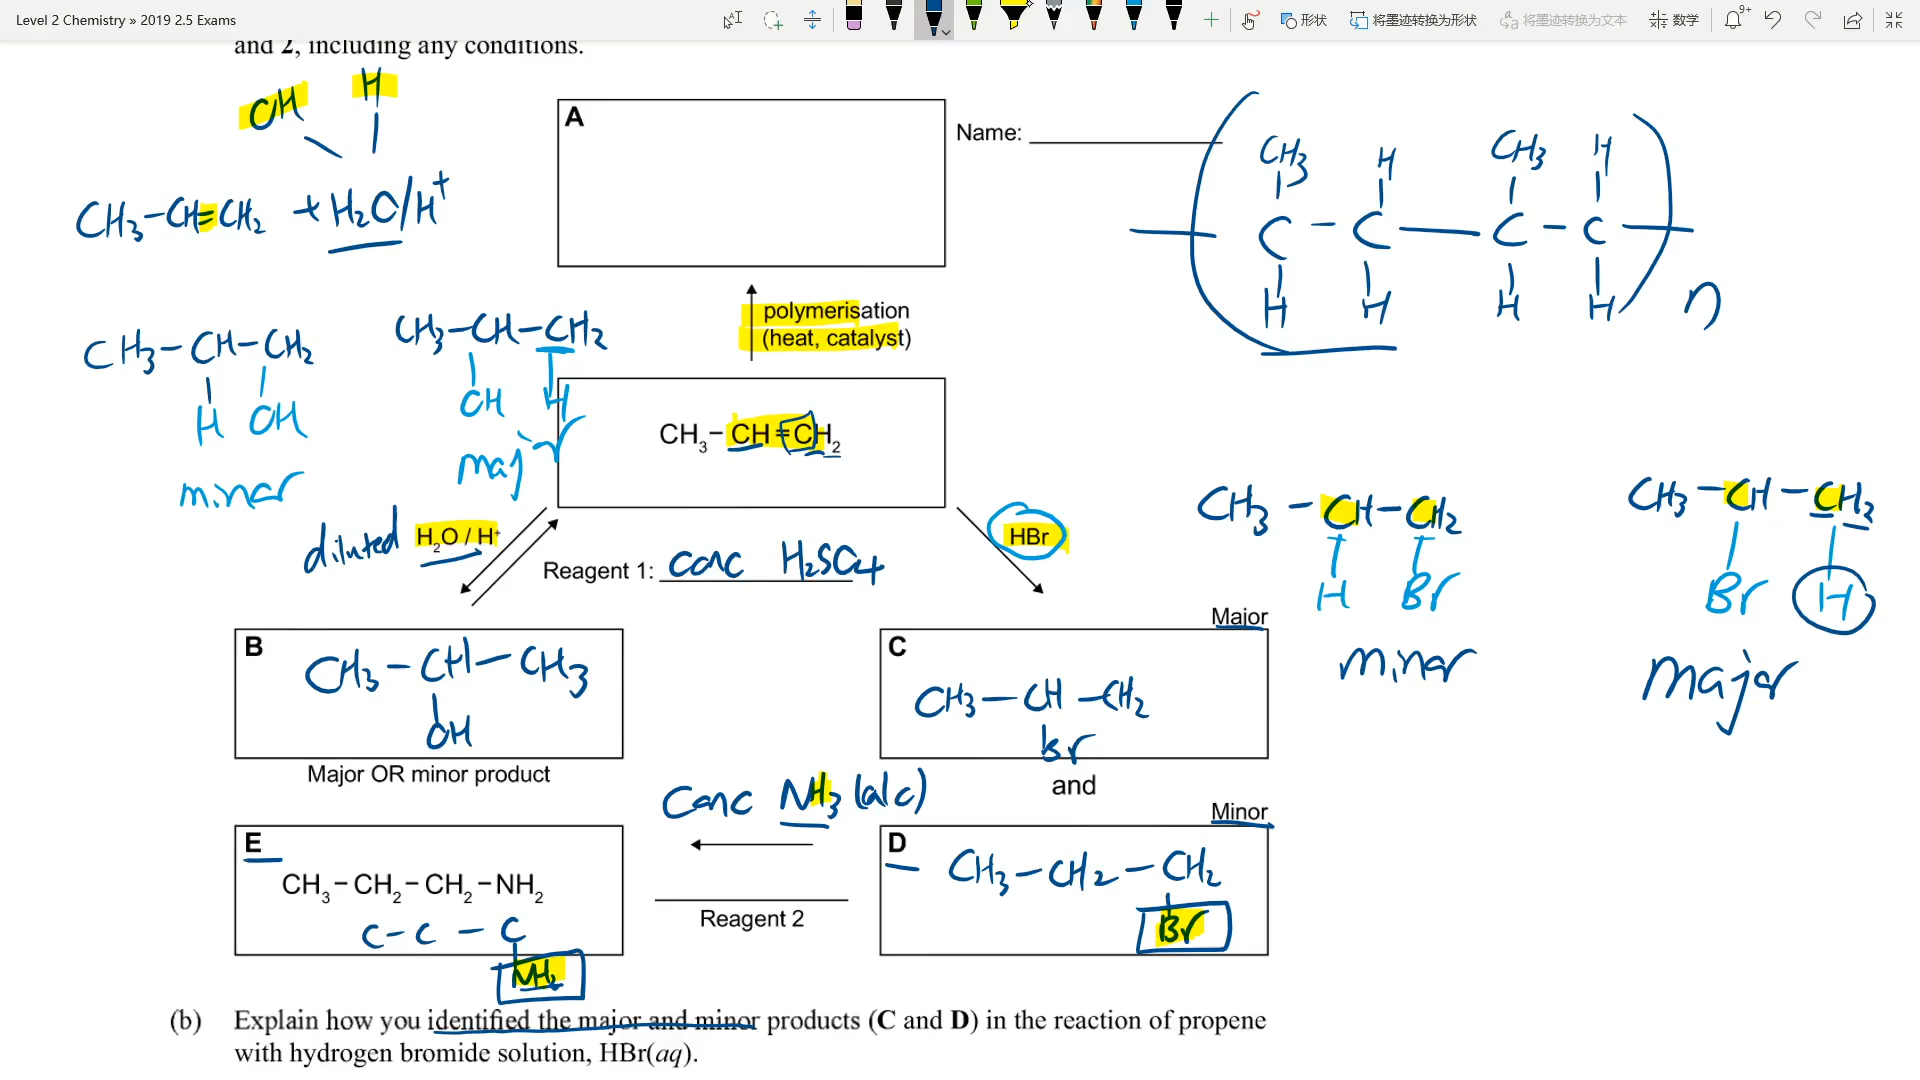 Level 2 Chemistry » 2019 2.5 Exams
形状 将墨迹转换为形状 将墨迹转换为文本 数学 9+
and 2, including any conditions.
OH H
CH3-CH=CH2 + H2O/H+
A
Name:
CH3 H CH3 H
C - C - C - C
H H H H n
polymerisation
(heat, catalyst)
CH3-CH-CH2
H OH
minor
CH3-CH-CH2
OH H
major
CH3-CH=CH2
diluted H2O / H+
Reagent 1: conc H2SO4
HBr
CH3-CH-CH2
H Br
minor
CH3-CH-CH2
Br H
major
B
CH3-CH-CH3
OH
Major OR minor product
Major
C
CH3-CH-CH2
Br
and
conc NH3 (alc)
Reagent 2
Minor
D
CH3-CH2-CH2
Br
E
CH3-CH2-CH2-NH2
C-C-C
NH2
(b) Explain how you identified the major and minor products (C and D) in the reaction of propene
with hydrogen bromide solution, HBr(aq).